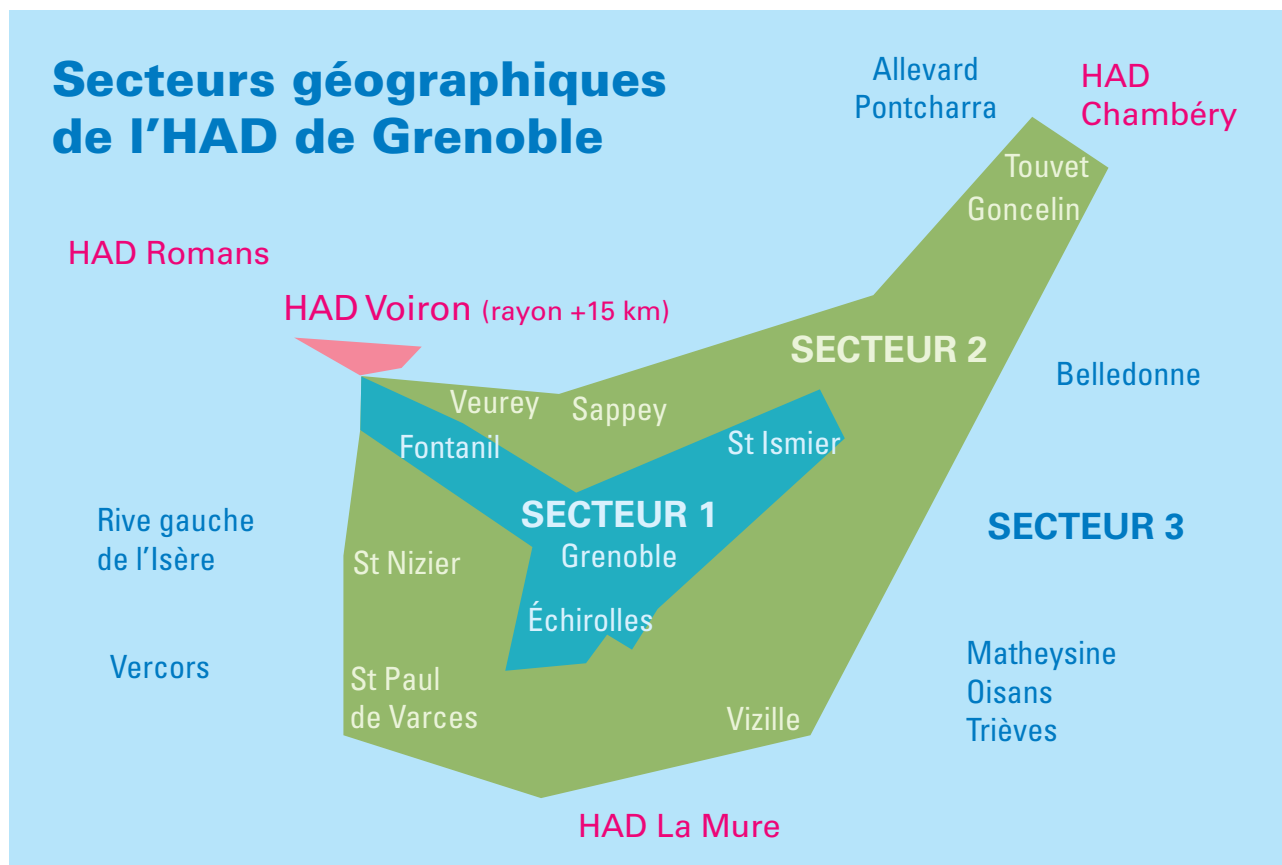 Secteurs géographiques
de l’HAD de Grenoble
Allevard
Pontcharra
HAD
Chambéry
Touvet
Goncelin
HAD Romans
HAD Voiron (rayon +15 km)
SECTEUR 2
Belledonne
Veurey
Sappey
Fontanil
St Ismier
SECTEUR 1
Grenoble
SECTEUR 3
Rive gauche
de l’Isère
St Nizier
Échirolles
Vercors
St Paul
de Varces
Vizille
Matheysine
Oisans
Trièves
HAD La Mure